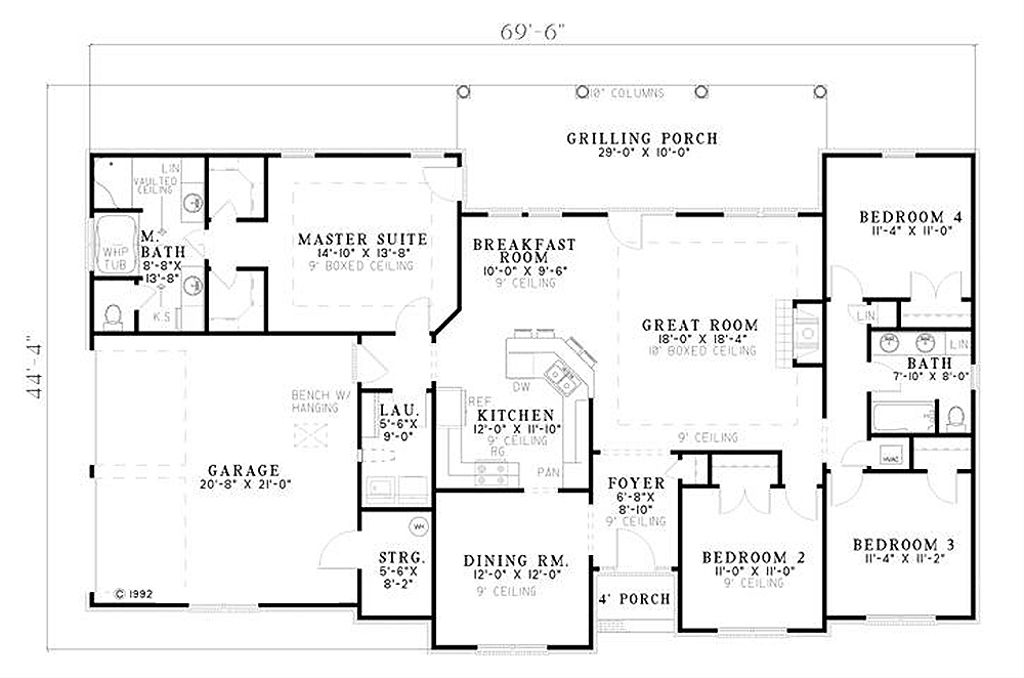 69'-6"
10" COLUMNS
GRILLING PORCH
29'-0" X 10'-0"
LIN
VAULTED
CEILING
M.
BATH
8'-8"X
13'-8"
WHP
TUB
K.S
MASTER SUITE
14'-10" X 13'-8"
9' BOXED CEILING
BREAKFAST
ROOM
10'-0" X 9'-6"
9' CEILING
BEDROOM 4
11'-4" X 11'-0"
GREAT ROOM
18'-0" X 18'-4"
10' BOXED CEILING
9' CEILING
LIN
LIN
BATH
7'-10" X 8'-0"
44'-4"
BENCH W/
HANGING
LAU.
5'-6"X
9'-0"
REF
DW
KITCHEN
12'-0" X 11'-10"
9' CEILING
RG
PAN
HVAC
GARAGE
20'-8" X 21'-0"
FOYER
6'-8"X
8'-10"
9' CEILING
WH
STRG.
5'-6"X
8'-2"
DINING RM.
12'-0" X 12'-0"
9' CEILING
BEDROOM 2
11'-0" X 11'-0"
9' CEILING
BEDROOM 3
11'-4" X 11'-2"
4' PORCH
© 1992